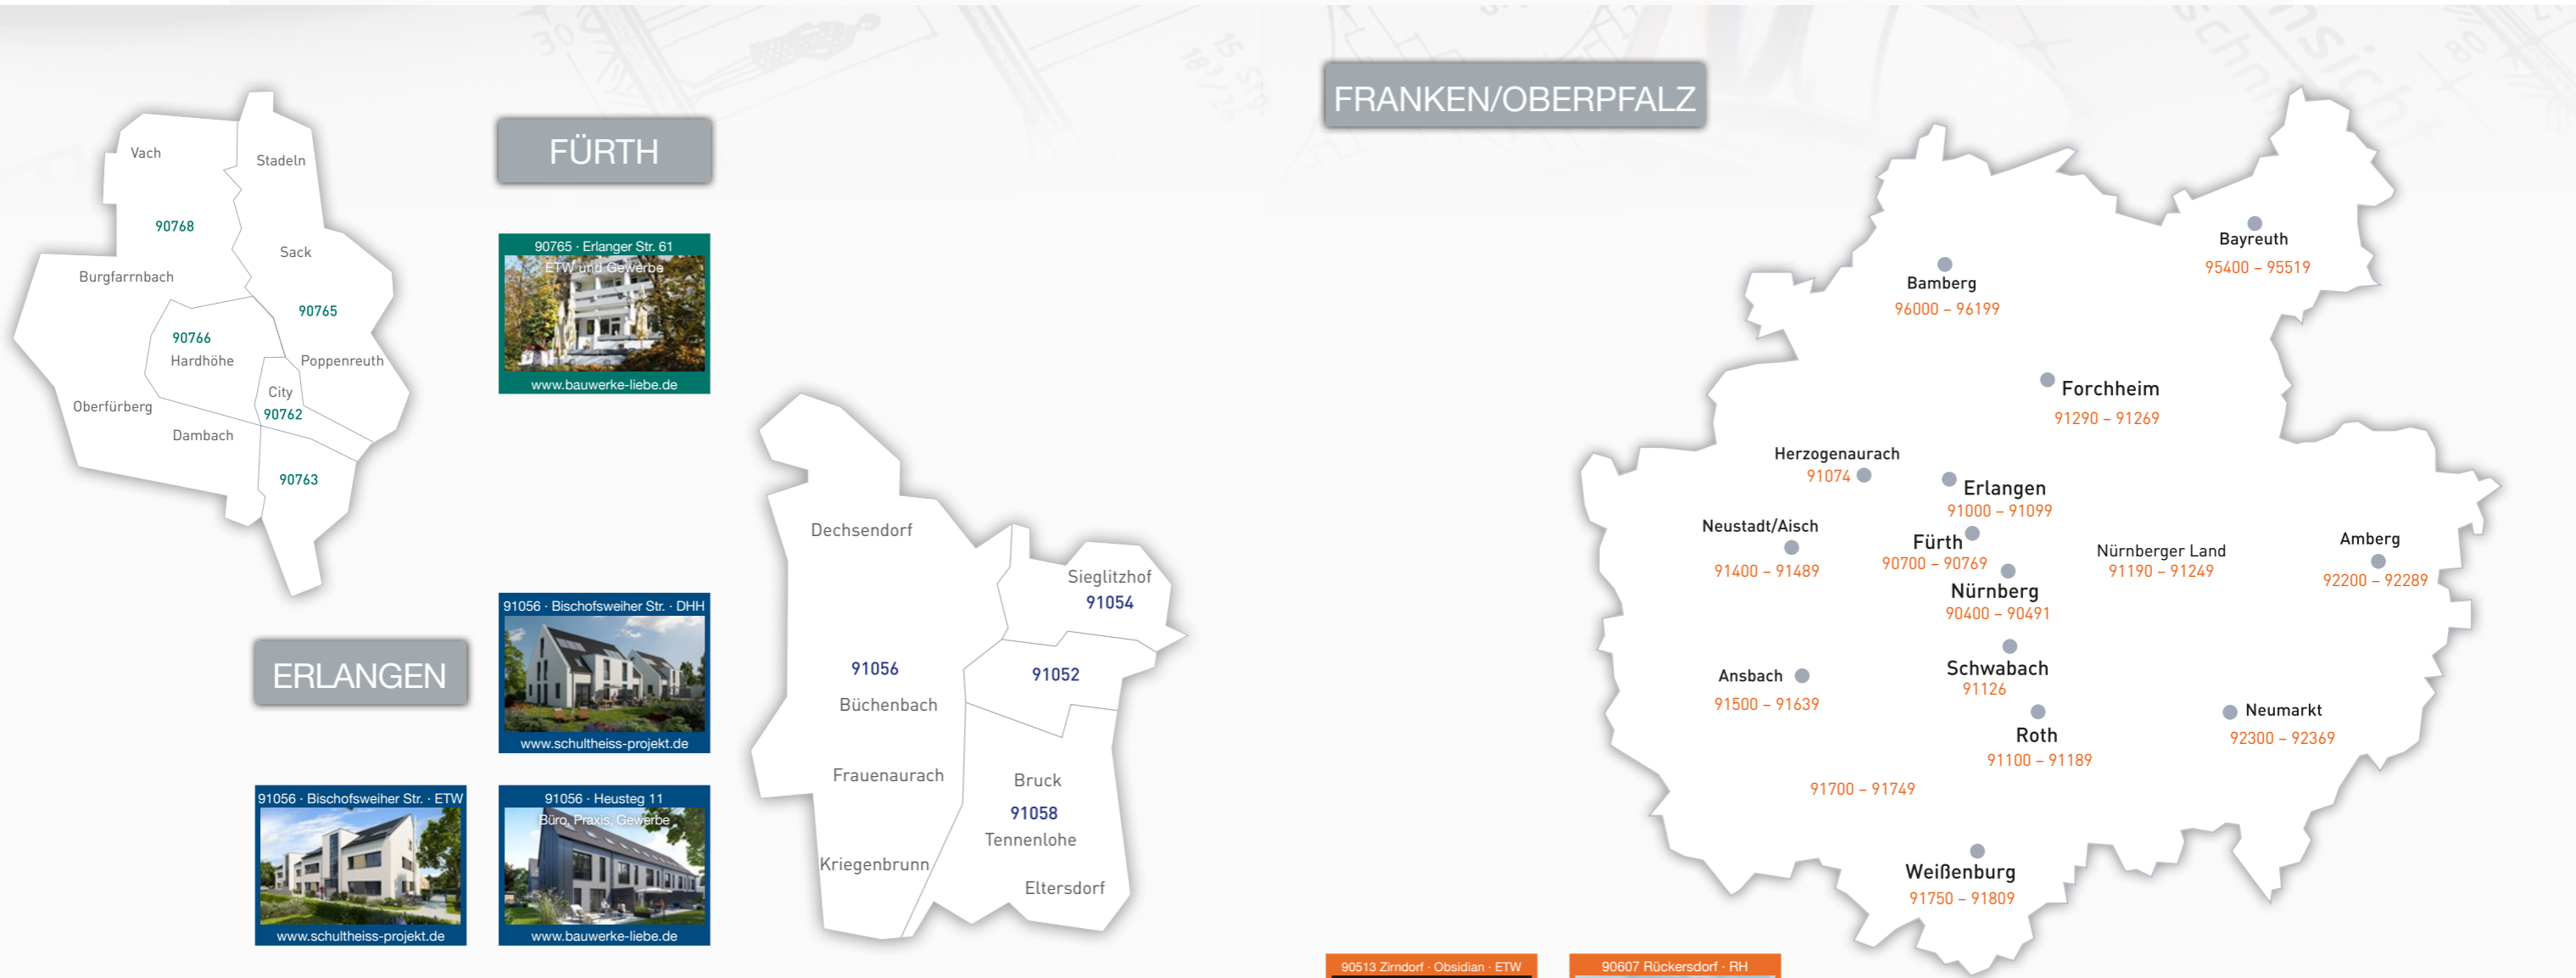 FÜRTH
Vach
Stadeln
90768
Sack
Burgfarrnbach
90765
90766
Hardhöhe
Poppenreuth
City
Oberfürberg
90762
Dambach
90763
90765 · Erlanger Str. 61
ETW und Gewerbe
www.bauwerke-liebe.de
ERLANGEN
91056 · Bischofsweiher Str. · DHH
www.schultheiss-projekt.de
91056 · Bischofsweiher Str. · ETW
www.schultheiss-projekt.de
91056 · Heusteg 11
Büro, Praxis, Gewerbe
www.bauwerke-liebe.de
Dechsendorf
Sieglitzhof
91054
91056
91052
Büchenbach
Frauenaurach
Bruck
91058
Tennenlohe
Kriegenbrunn
Eltersdorf
FRANKEN/OBERPFALZ
Bayreuth
95400 – 95519
Bamberg
96000 – 96199
Forchheim
91290 – 91269
Herzogenaurach
91074
Erlangen
91000 – 91099
Neustadt/Aisch
91400 – 91489
Fürth
90700 – 90769
Nürnberger Land
91190 – 91249
Amberg
92200 – 92289
Nürnberg
90400 – 90491
Schwabach
91126
Ansbach
91500 – 91639
Roth
91100 – 91189
Neumarkt
92300 – 92369
91700 – 91749
Weißenburg
91750 – 91809
90513 Zirndorf · Obsidian · ETW
90607 Rückersdorf · RH
30
15 Stg
18³/26
80